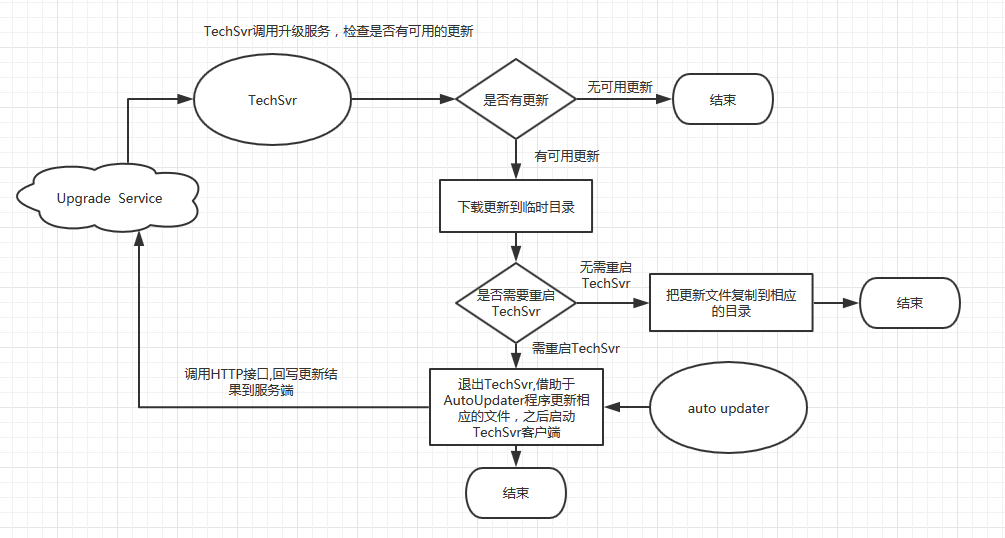 TechSvr调用升级服务，检查是否有可用的更新
TechSvr
是否有更新
无可用更新
结束
有可用更新
Upgrade Service
下载更新到临时目录
是否需要重启
TechSvr
无需重启
TechSvr
把更新文件复制到相应
的目录
结束
需重启TechSvr
调用HTTP接口,回写更新结
果到服务端
退出TechSvr,借助于
AutoUpdater程序更新相
应的文件，之后启动
TechSvr客户端
auto updater
结束